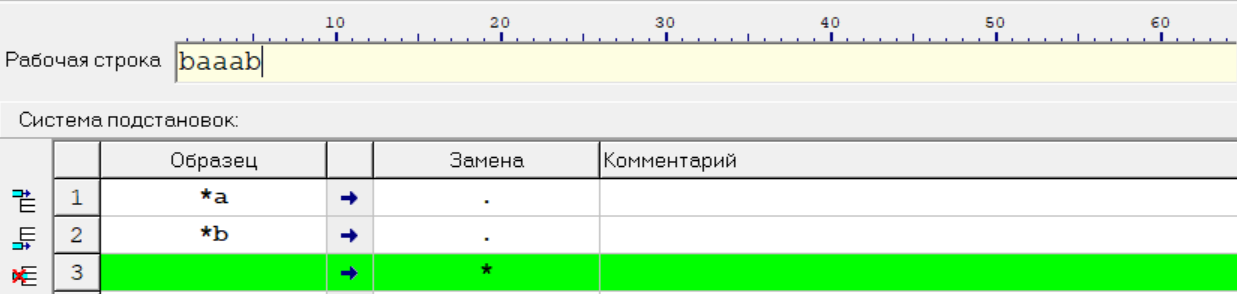 10 20 30 40 50 60
Рабочая строка baaab
Система подстановок:
Образец Замена Комментарий
1 *a → .
2 *b → .
3 → *